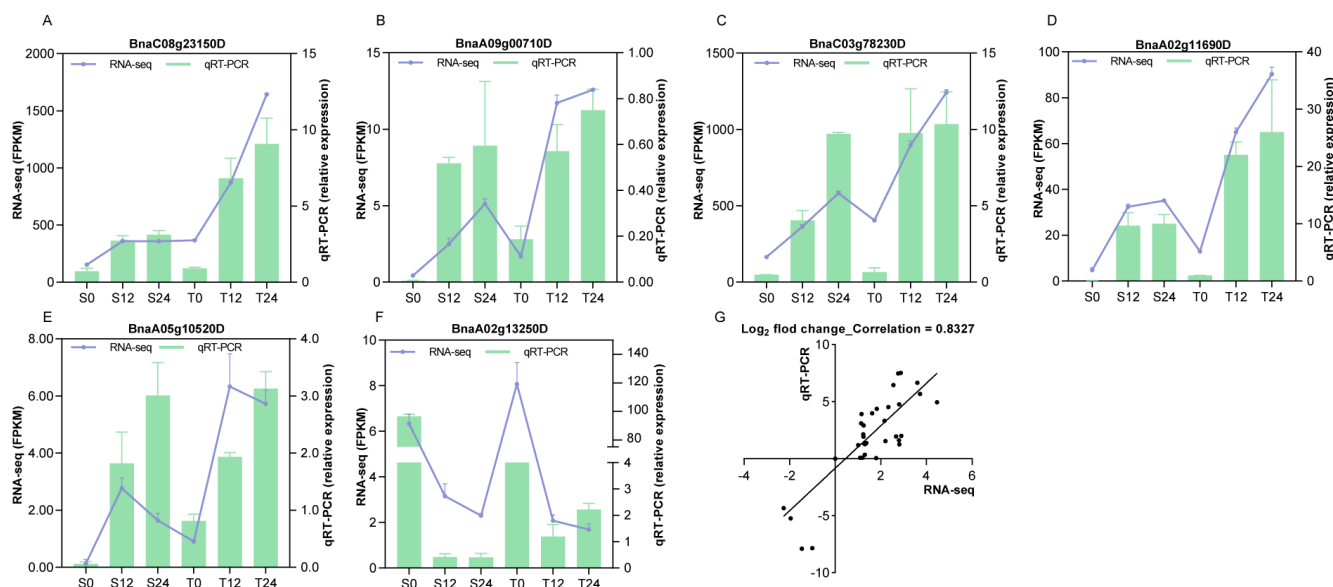 A
BnaC08g23150D
RNA-seq qRT-PCR
RNA-seq (FPKM)
2000
1500
1000
500
0
15
10
5
0
qRT-PCR (relative expression)
S0 S12 S24 T0 T12 T24
B
BnaA09g00710D
RNA-seq qRT-PCR
RNA-seq (FPKM)
15
10
5
0
1.00
0.80
0.60
0.40
0.20
0.00
qRT-PCR (relative expression)
S0 S12 S24 T0 T12 T24
C
BnaC03g78230D
RNA-seq qRT-PCR
RNA-seq (FPKM)
1500
1000
500
0
15
10
5
0
qRT-PCR (relative expression)
S0 S12 S24 T0 T12 T24
D
BnaA02g11690D
RNA-seq qRT-PCR
RNA-seq (FPKM)
100
80
60
40
20
0
40
30
20
10
0
qRT-PCR (relative expression)
S0 S12 S24 T0 T12 T24
E
BnaA05g10520D
RNA-seq qRT-PCR
RNA-seq (FPKM)
8.00
6.00
4.00
2.00
0.00
4.0
3.0
2.0
1.0
0.0
qRT-PCR (relative expression)
S0 S12 S24 T0 T12 T24
F
BnaA02g13250D
RNA-seq qRT-PCR
RNA-seq (FPKM)
10
8
6
4
2
0
140
120
100
80
4
3
2
1
0
qRT-PCR (relative expression)
S0 S12 S24 T0 T12 T24
G
Log2 flod change_Correlation = 0.8327
qRT-PCR
10
5
-5
-10
-4 -2 0 2 4 6
RNA-seq